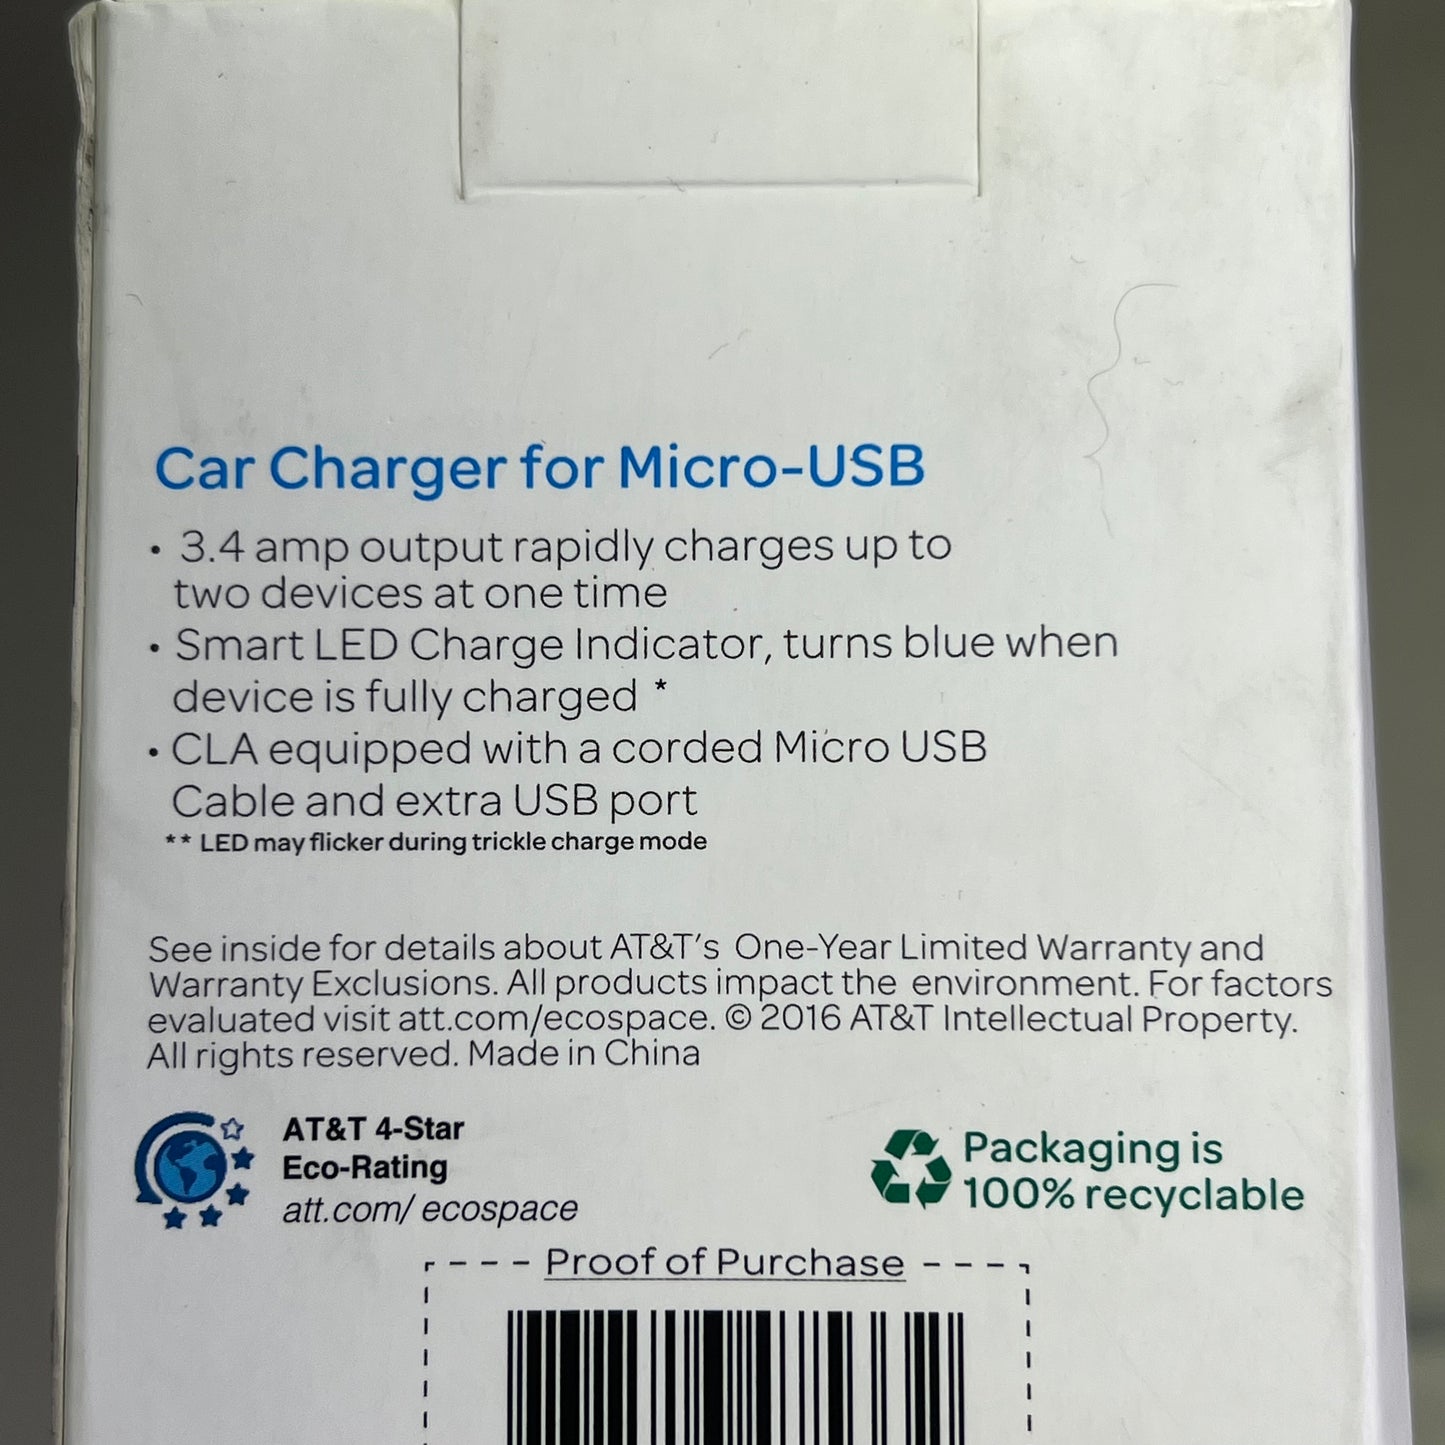 Car Charger for Micro-USB
• 3.4 amp output rapidly charges up to
two devices at one time
• Smart LED Charge Indicator, turns blue when
device is fully charged *
• CLA equipped with a corded Micro USB
Cable and extra USB port
** LED may flicker during trickle charge mode
See inside for details about AT&T's One-Year Limited Warranty and
Warranty Exclusions. All products impact the environment. For factors
evaluated visit att.com/ecospace. © 2016 AT&T Intellectual Property.
All rights reserved. Made in China
AT&T 4-Star
Eco-Rating
att.com/ ecospace
Packaging is
100% recyclable
Proof of Purchase